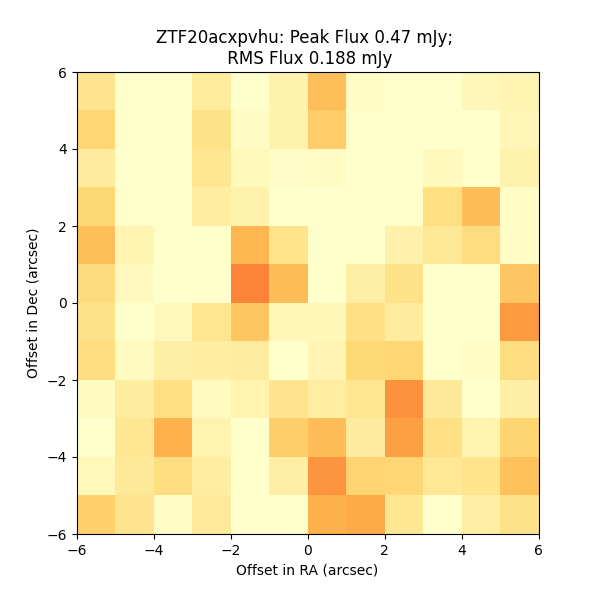 ZTF20acxpvhu: Peak Flux 0.47 mJy;
RMS Flux 0.188 mJy
6
4
2
0
−2
−4
−6
Offset in Dec (arcsec)
−6 −4 −2 0 2 4 6
Offset in RA (arcsec)